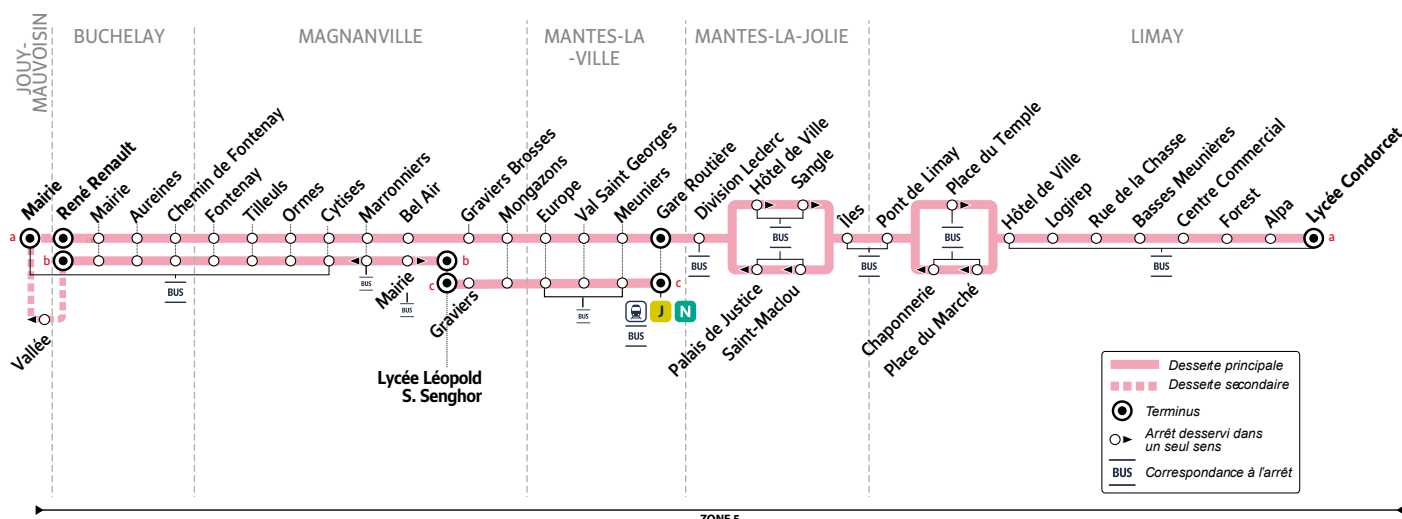 JOUY-
MAUVOISIN
BUCHELAY
MAGNANVILLE
MANTES-LA
-VILLE
MANTES-LA-JOLIE
LIMAY
Mairie
René Renault
Mairie
Aureines
Chemin de Fontenay
Fontenay
Tilleuls
Ormes
Cytises
Marronniers
Bel Air
Graviers Brosses
Mongazons
Europe
Val Saint Georges
Meuniers
Gare Routière
Division Leclerc
Hôtel de Ville
Sangle
Îles
Pont de Limay
Place du Temple
Hôtel de Ville
Logirep
Rue de la Chasse
Basses Meunières
Centre Commercial
Forest
Alpa
Lycée Condorcet
a
a
b
b
c
c
BUS
BUS
BUS
BUS
BUS
BUS
BUS
BUS
BUS
BUS
BUS
BUS
J
N
Vallée
Mairie
Graviers
Lycée Léopold
S. Senghor
Palais de Justice
Saint-Maclou
Chaponnerie
Place du Marché
Desserte principale
Desserte secondaire
Terminus
Arrêt desservi dans
un seul sens
BUS
Correspondance à l'arrêt
ZONE 5